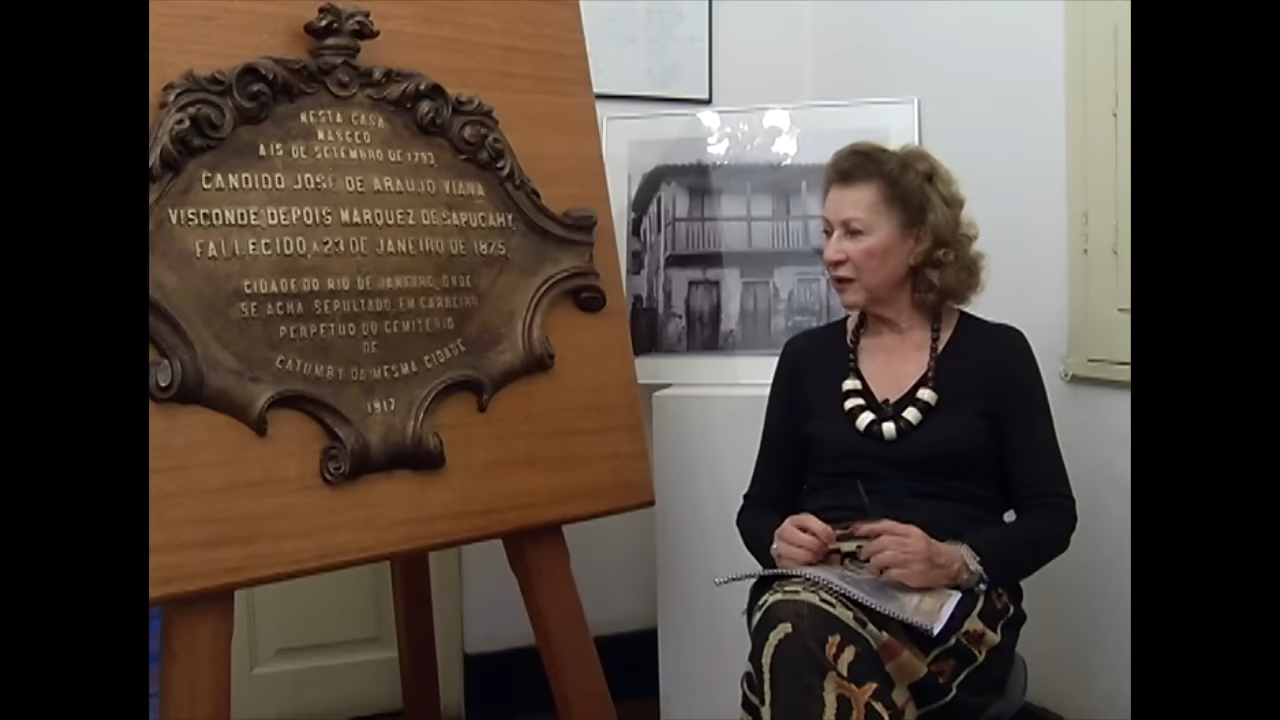 NESTA CASA
NASCEO
A 15 DE SETEMBRO DE 1793,
CANDIDO JOSÉ DE ARAUJO VIANA
VISCONDE, DEPOIS MARQUEZ DE SAPUCAHY,
FALLECIDO, A 23 DE JANEIRO DE 1875,
CIDADE DO RIO DE JANEIRO, ONDE
SE ACHA SEPULTADO, EM CARNEIRO
PERPETUO DO CEMITERIO
DE
CATUMBY DA MESMA CIDADE
1917